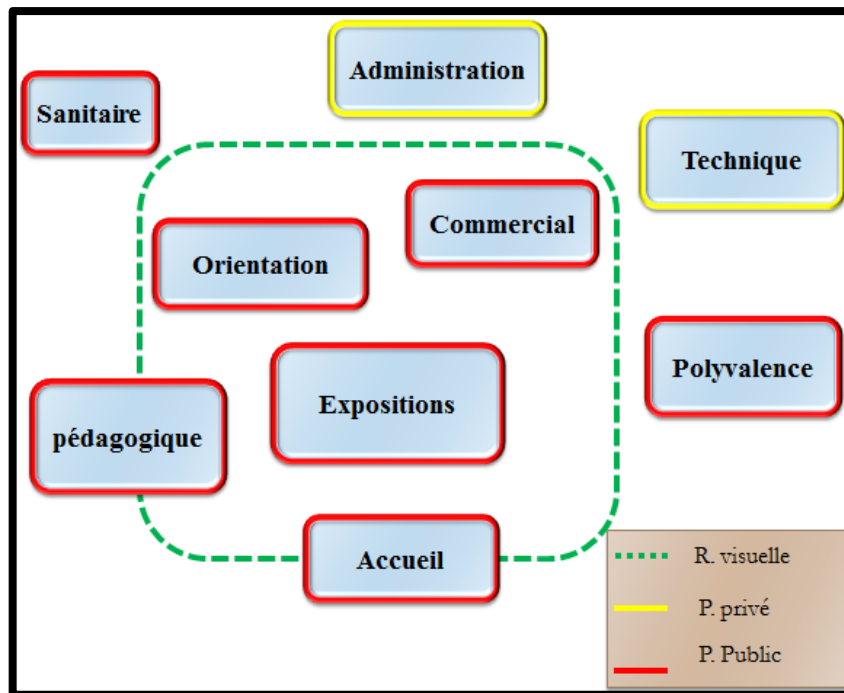 Administration
Sanitaire
Technique
Commercial
Orientation
Polyvalence
Expositions
pédagogique
Accueil
R. visuelle
P. privé
P. Public